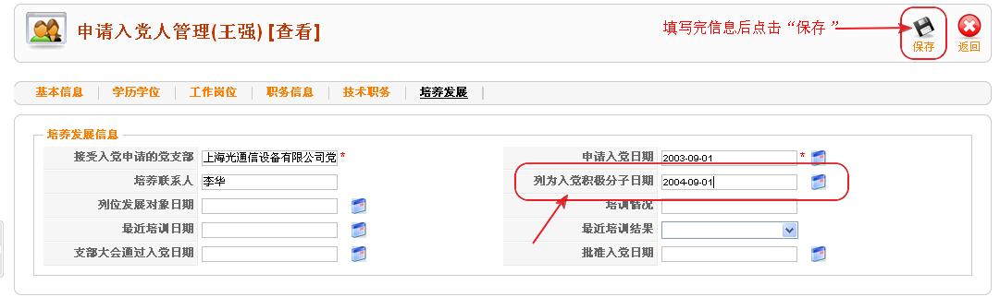 申请入党人管理(王强) [查看]
填写完信息后点击“保存 ”
保存
返回
基本信息 学历学位 工作岗位 职务信息 技术职务 培养发展
培养发展信息
接受入党申请的党支部 上海光通信设备有限公司党 * 申请入党日期 2003-09-01 *
培养联系人 李华 列为入党积极分子日期 2004-09-01
列位发展对象日期 培训情况
最近培训日期 最近培训结果
支部大会通过入党日期 批准入党日期